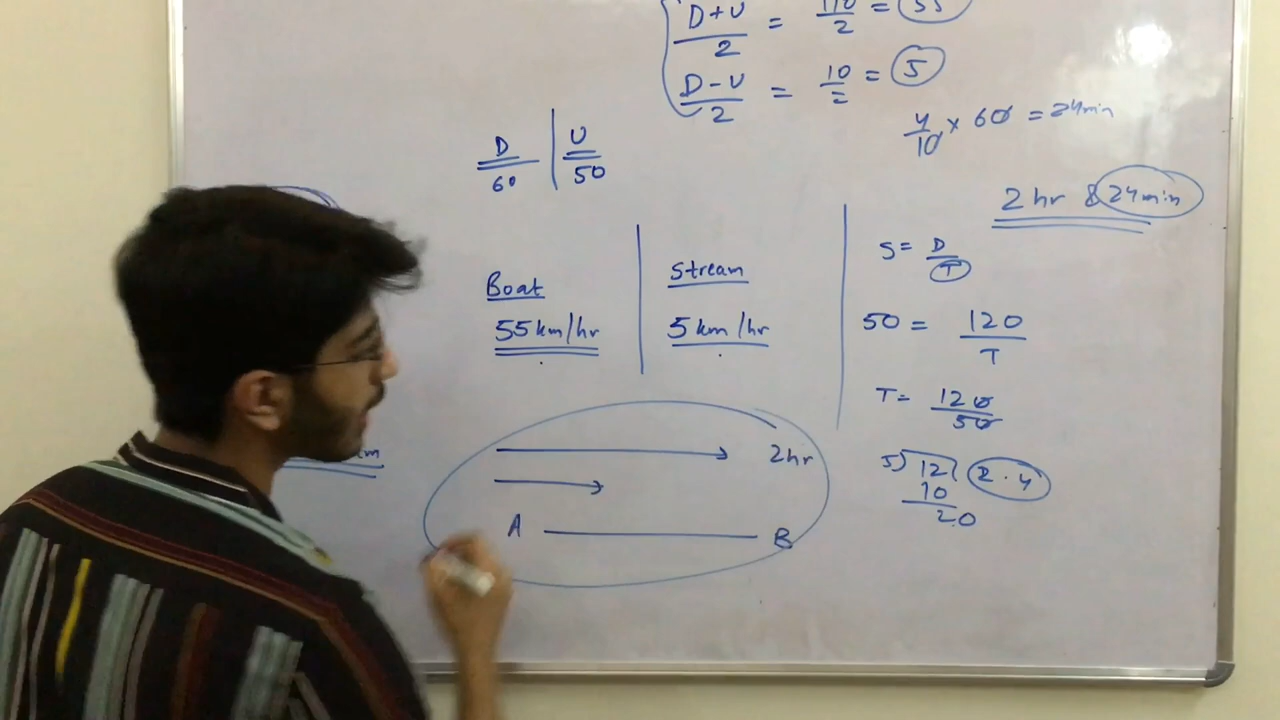 D+U/2 = 110/2 = 55
D-U/2 = 10/= = 5
4/10 × 60 = 24min
D | U
60 | 50
2 hr & 24min
Boat
55 km/hr
Stream
5 km/hr
S = D/T
50 = 120/T
T = 120/50
5) 12 ( 2.4
10
20
2hr
A B